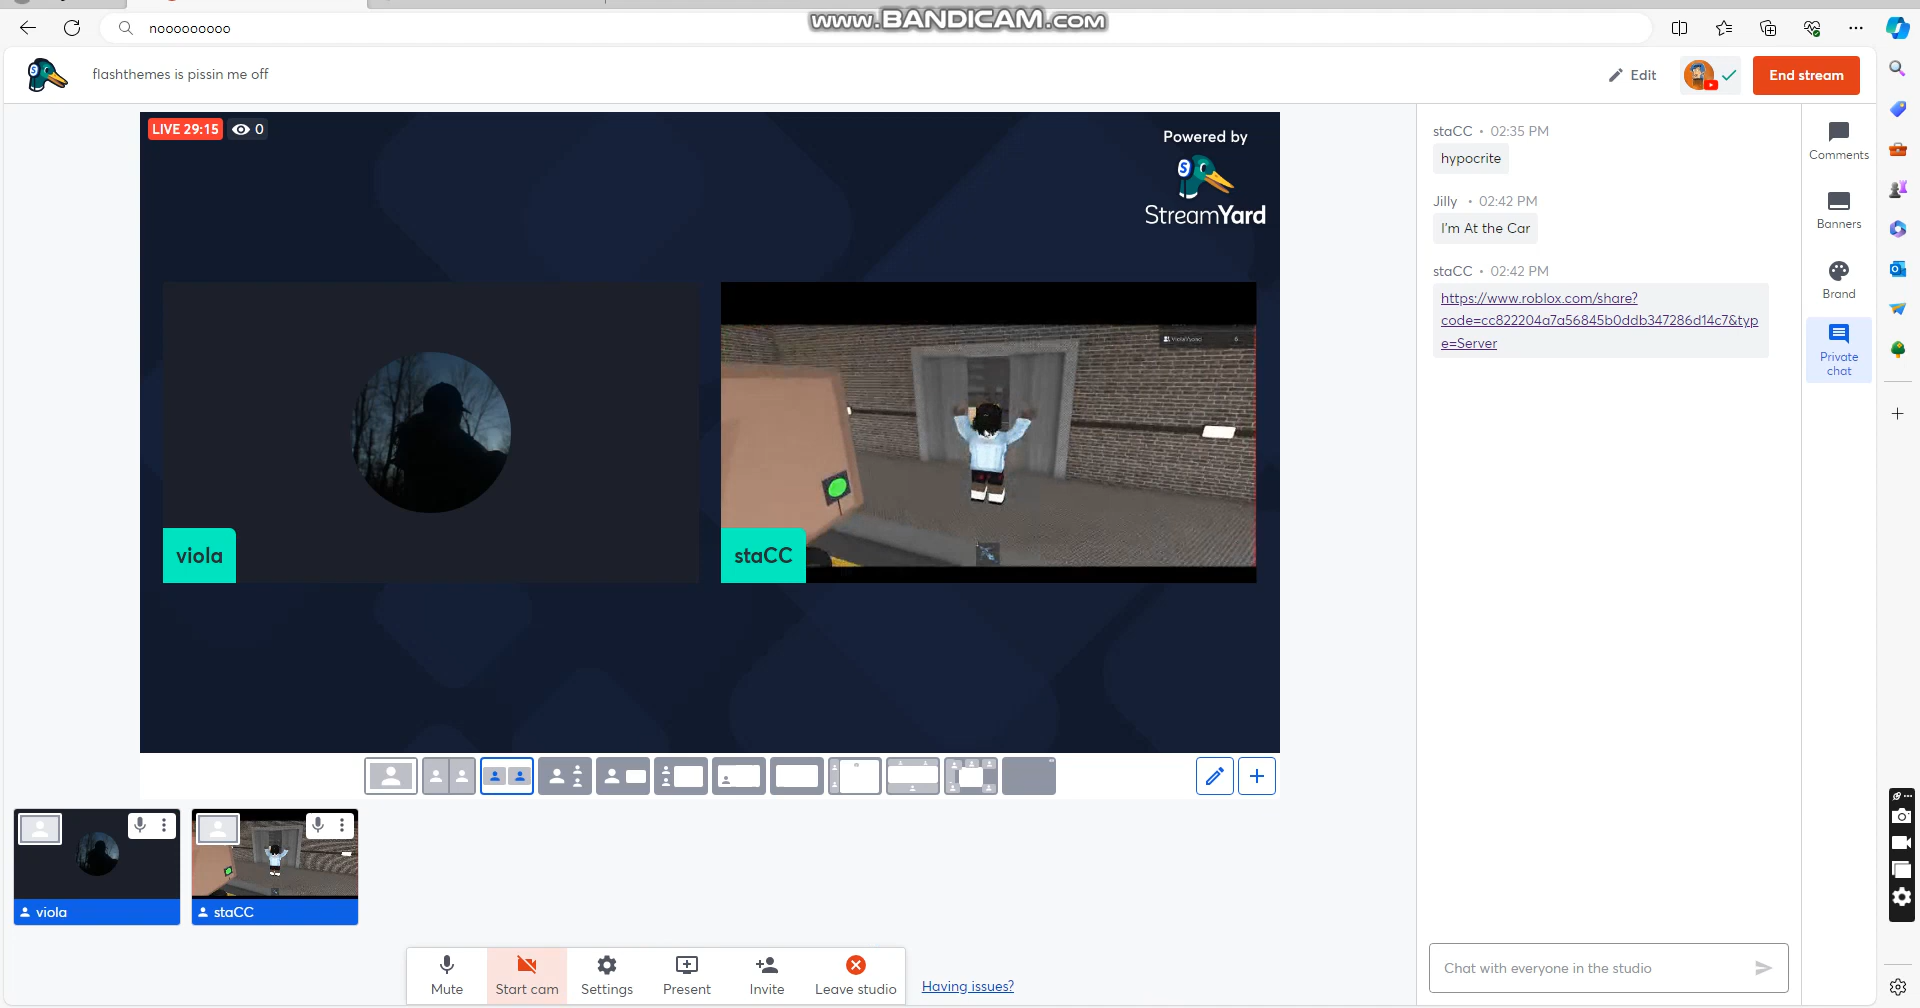 www.BANDICAM.com
nooooooooo
flashthemes is pissin me off
Edit
End stream
LIVE 29:15
0
Powered by
StreamYard
viola
staCC
staCC • 02:35 PM
hypocrite
Jilly • 02:42 PM
I'm At the Car
staCC • 02:42 PM
https://www.roblox.com/share?
code=cc822204a7a56845b0ddb347286d14c7&typ
e=Server
Comments
Banners
Brand
Private
chat
viola
staCC
Mute
Start cam
Settings
Present
Invite
Leave studio
Having issues?
Chat with everyone in the studio